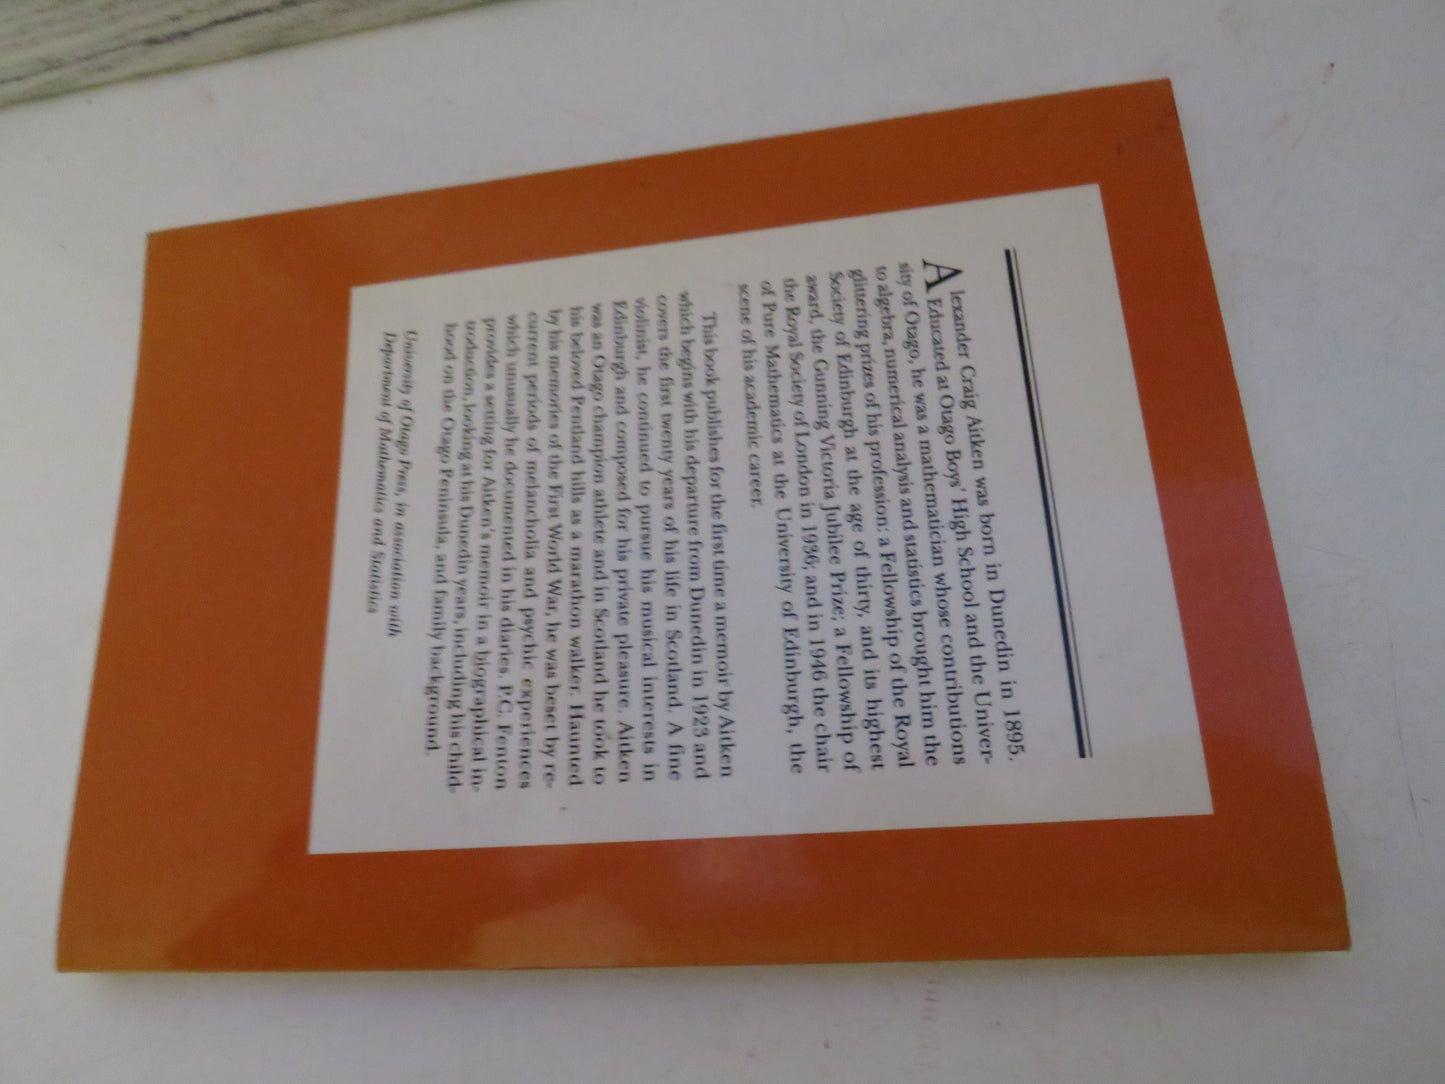 Alexander Craig Aitken was born in Dunedin in 1895.
Educated at Otago Boys' High School and the Univer-
sity of Otago, he was a mathematician whose contributions
to algebra, numerical analysis and statistics brought him the
glittering prizes of his profession: a Fellowship of the Royal
Society of Edinburgh at the age of thirty, and its highest
award, the Gunning Victoria Jubilee Prize; a Fellowship of
the Royal Society of London in 1936; and in 1946 the chair
of Pure Mathematics at the University of Edinburgh, the
scene of his academic career.
This book publishes for the first time a memoir by Aitken
which begins with his departure from Dunedin in 1923 and
covers the first twenty years of his life in Scotland. A fine
violinist, he continued to pursue his musical interests in
Edinburgh and composed for his private pleasure. Aitken
was an Otago champion athlete and in Scotland he took to
his beloved Pentland hills as a marathon walker. Haunted
by his memories of the First World War, he was beset by re-
current periods of melancholia and psychic experiences
which unusually he documented in his diaries. P.C. Fenton
provides a setting for Aitken's memoir in a biographical in-
troduction, looking at his Dunedin years, including his child-
hood on the Otago Peninsula, and family background.
University of Otago Press, in association with
Department of Mathematics and Statistics